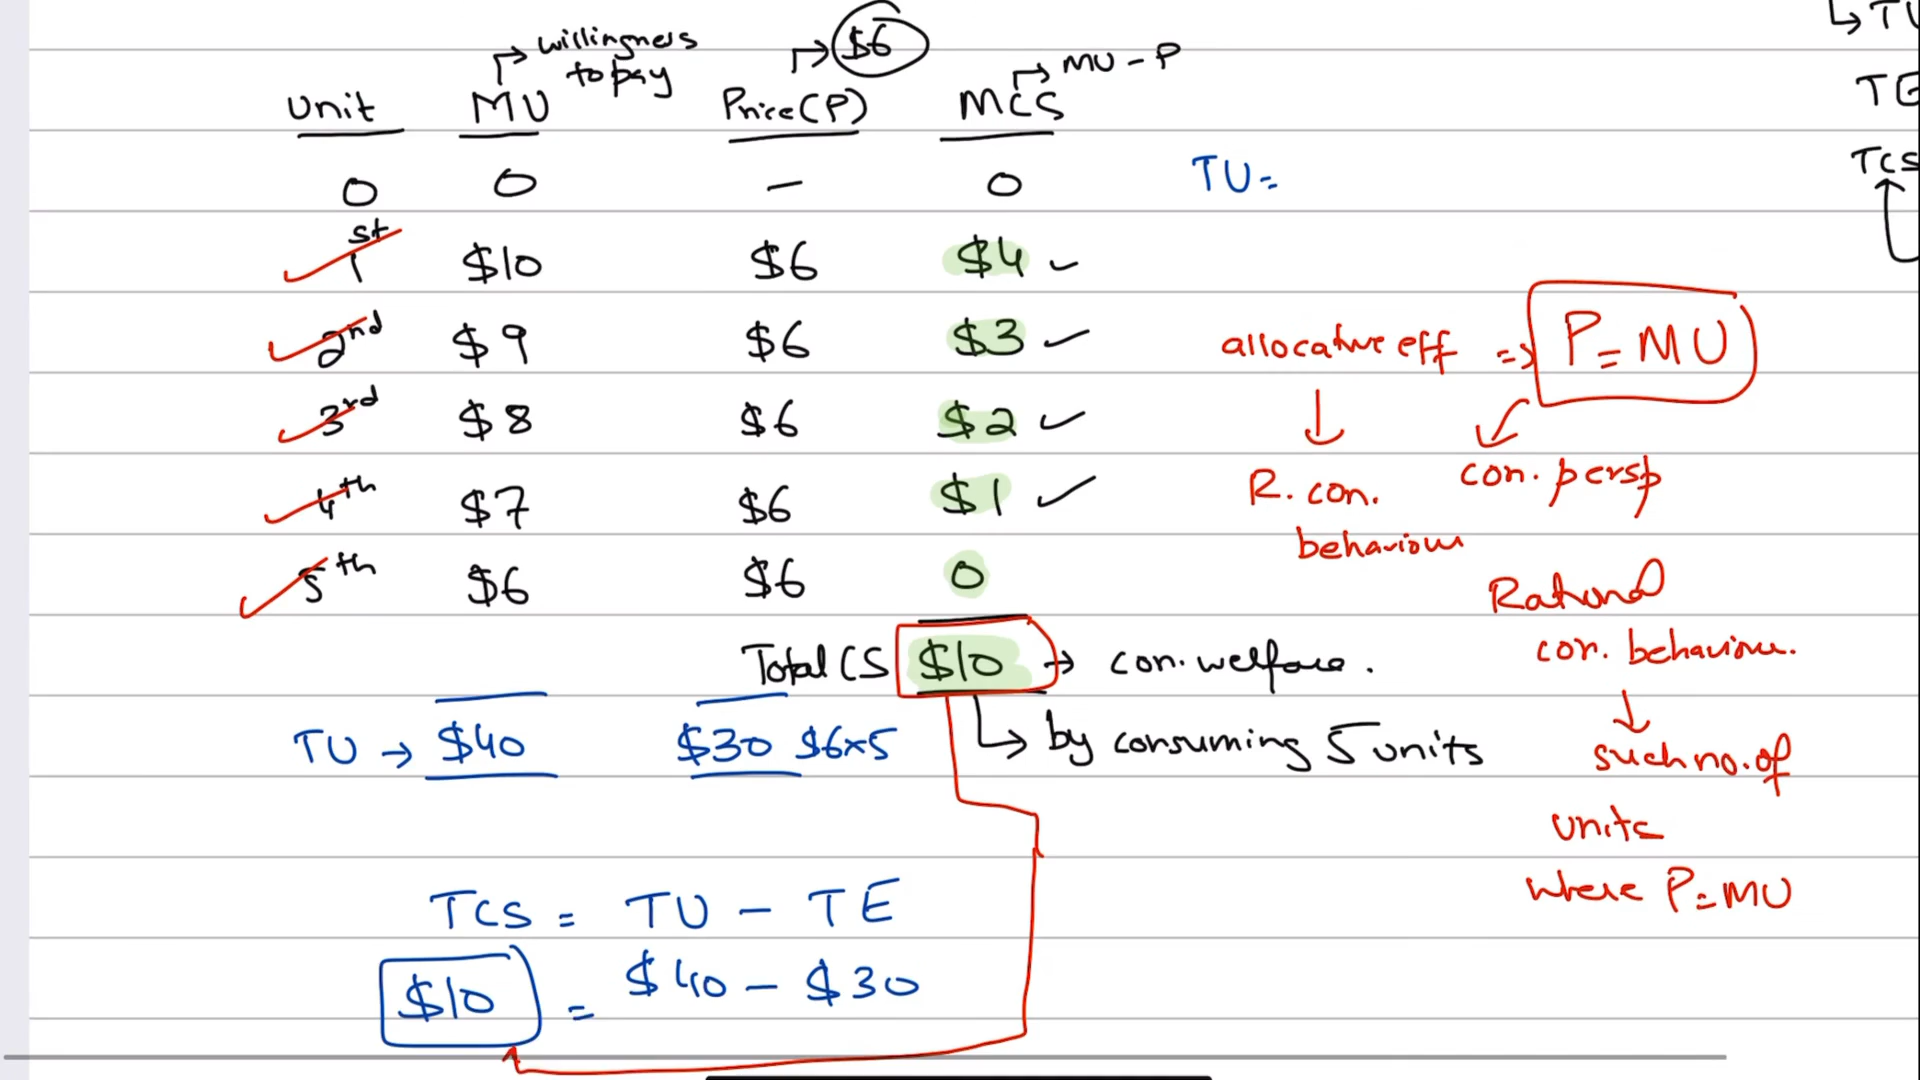 willingness
to pay
$6
MU - P
↳ TU
Unit MU Price(P) MCS
TE
0 0 — 0
TU=
TCS
1st $10 $6 $4
2nd $9 $6 $3
allocative eff => P = MU
3rd $8 $6 $2
4th $7 $6 $1
R. con.
behaviour
con. persp
5th $6 $6 0
Rational
con. behaviour.
Total CS $10 → con. welfare.
TU → $40 $30 $6x5
↳ by consuming 5 units
such no. of
units
where P=MU
TCS = TU - TE
$10 = $40 - $30